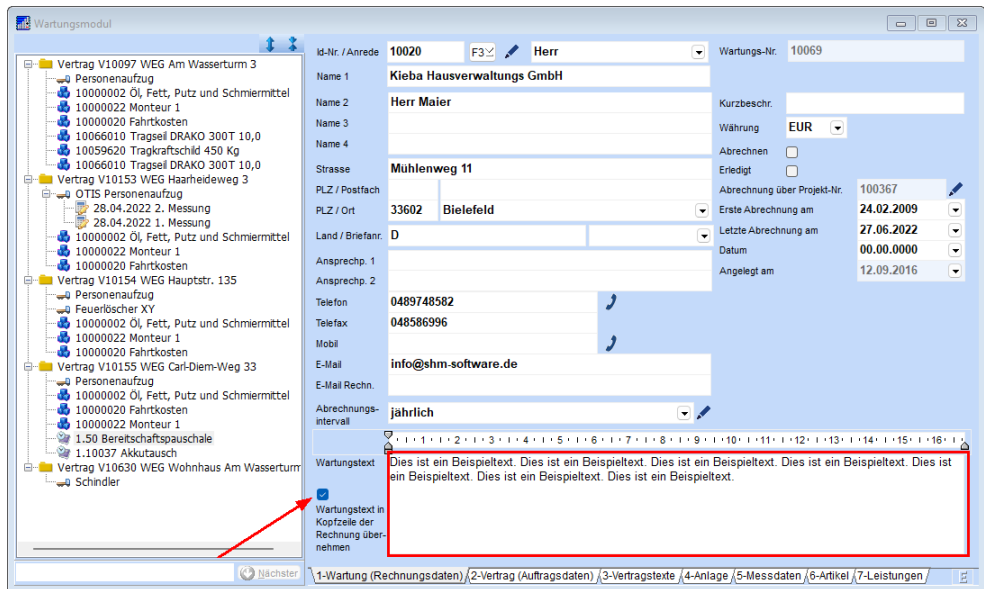 Wartungsmodul
Vertrag V10097 WEG Am Wasserturm 3
Personenaufzug
10000002 Öl, Fett, Putz und Schmiermittel
10000022 Monteur 1
10000020 Fahrtkosten
10066010 Tragseil DRAKO 300T 10,0
10059620 Tragkraftschild 450 Kg
10066010 Tragseil DRAKO 300T 10,0
Vertrag V10153 WEG Haarheideweg 3
OTIS Personenaufzug
28.04.2022 2. Messung
28.04.2022 1. Messung
10000002 Öl, Fett, Putz und Schmiermittel
10000022 Monteur 1
10000020 Fahrtkosten
Vertrag V10154 WEG Hauptstr. 135
Personenaufzug
Feuerlöscher XY
10000002 Öl, Fett, Putz und Schmiermittel
10000022 Monteur 1
10000020 Fahrtkosten
Vertrag V10155 WEG Carl-Diem-Weg 33
Personenaufzug
10000002 Öl, Fett, Putz und Schmiermittel
10000020 Fahrtkosten
10000022 Monteur 1
1.50 Bereitschaftspauschale
1.10037 Akkutausch
Vertrag V10630 WEG Wohnhaus Am Wasserturm
Schindler
Nächster
Id-Nr. / Anrede 10020 F3 Herr
Name 1 Kieba Hausverwaltungs GmbH
Name 2 Herr Maier
Name 3
Name 4
Strasse Mühlenweg 11
PLZ / Postfach
PLZ / Ort 33602 Bielefeld
Land / Briefanr. D
Ansprechp. 1
Ansprechp. 2
Telefon 0489748582
Telefax 048586996
Mobil
E-Mail info@shm-software.de
E-Mail Rechn.
Abrechnungs-
intervall jährlich
Wartungs-Nr. 10069
Kurzbeschr.
Währung EUR
Abrechnen
Erledigt
Abrechnung über Projekt-Nr. 100367
Erste Abrechnung am 24.02.2009
Letzte Abrechnung am 27.06.2022
Datum 00.00.0000
Angelegt am 12.09.2016
1 2 3 4 5 6 7 8 9 10 11 12 13 14 15 16
Wartungstext
Dies ist ein Beispieltext. Dies ist ein Beispieltext. Dies ist ein Beispieltext. Dies ist ein Beispieltext. Dies ist
ein Beispieltext. Dies ist ein Beispieltext. Dies ist ein Beispieltext.
Wartungstext in
Kopfzeile der
Rechnung über-
nehmen
1-Wartung (Rechnungsdaten) 2-Vertrag (Auftragsdaten) 3-Vertragstexte 4-Anlage 5-Messdaten 6-Artikel 7-Leistungen